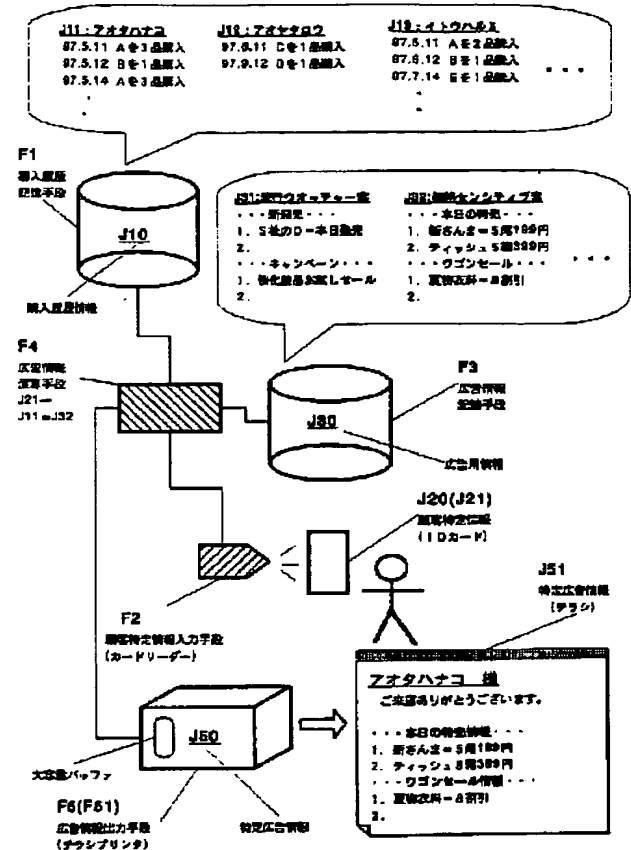 J11：アオタハナコ
97.5.11 Aを3品購入
97.5.12 Bを1品購入
97.5.14 Aを3品購入
J12：アオヤタロウ
97.6.11 Cを1品購入
97.9.12 Dを1品購入
J13：イトウハルミ
97.5.11 Aを2品購入
97.6.12 Bを1品購入
97.7.14 Eを1品購入
・・・
F1
購入履歴
記憶手段
J10
購入履歴情報
J31:流行ウオッチャー客
・・・新発売・・・
1. S社のD＝本日発売
2.
・・・キャンペーン・・・
1. 化粧品お試しセール
2.
J32:価格センシティブ客
・・・本日の特売・・・
1. 新さんま＝5尾199円
2. ティッシュ5箱399円
・・・ワゴンセール・・・
1. 夏物衣料＝8割引
2.
・・・
F4
広告情報
演算手段
J21→
J11＝J32
F3
広告情報
記憶手段
J30
広告用情報
J20(J21)
顧客特定情報
(IDカード)
F2
顧客特定情報入力手段
(カードリーダー)
J51
特定広告情報
(チラシ)
アオタハナコ 様
ご来店ありがとうございます。
・・・本日の特売情報・・・
1. 新さんま＝5尾199円
2. ティッシュ5箱399円
・・・ワゴンセール情報・・・
1. 夏物衣料＝8割引
2.
J50
大容量バッファ
F5(F51)
広告情報出力手段
(チラシプリンタ)
特定広告情報